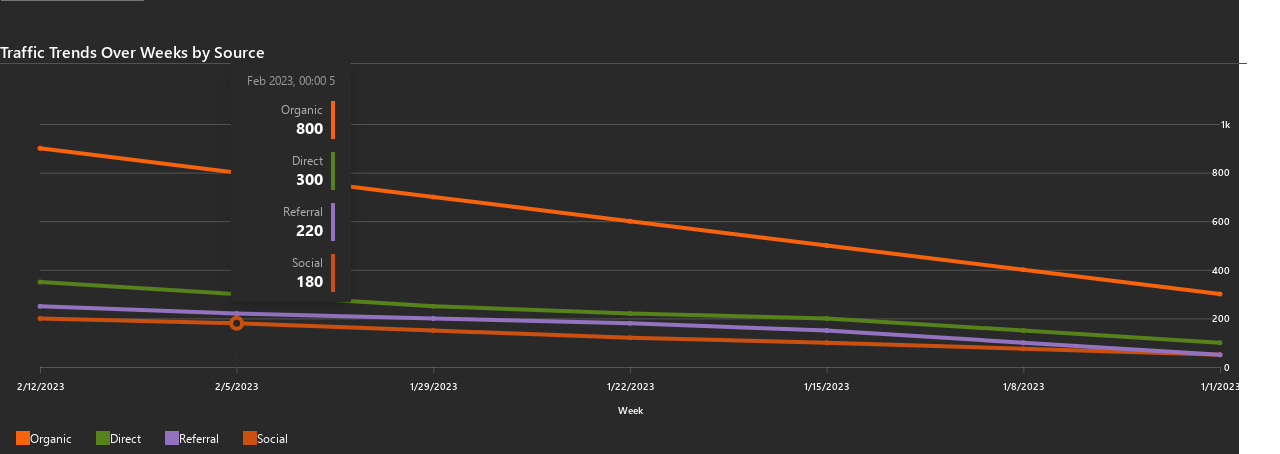 Traffic Trends Over Weeks by Source
Feb 2023, 00:00 5
Organic
800
Direct
300
Referral
220
Social
180
1k
800
600
400
200
0
2/12/2023 2/5/2023 1/29/2023 1/22/2023 1/15/2023 1/8/2023 1/1/2023
Week
Organic Direct Referral Social